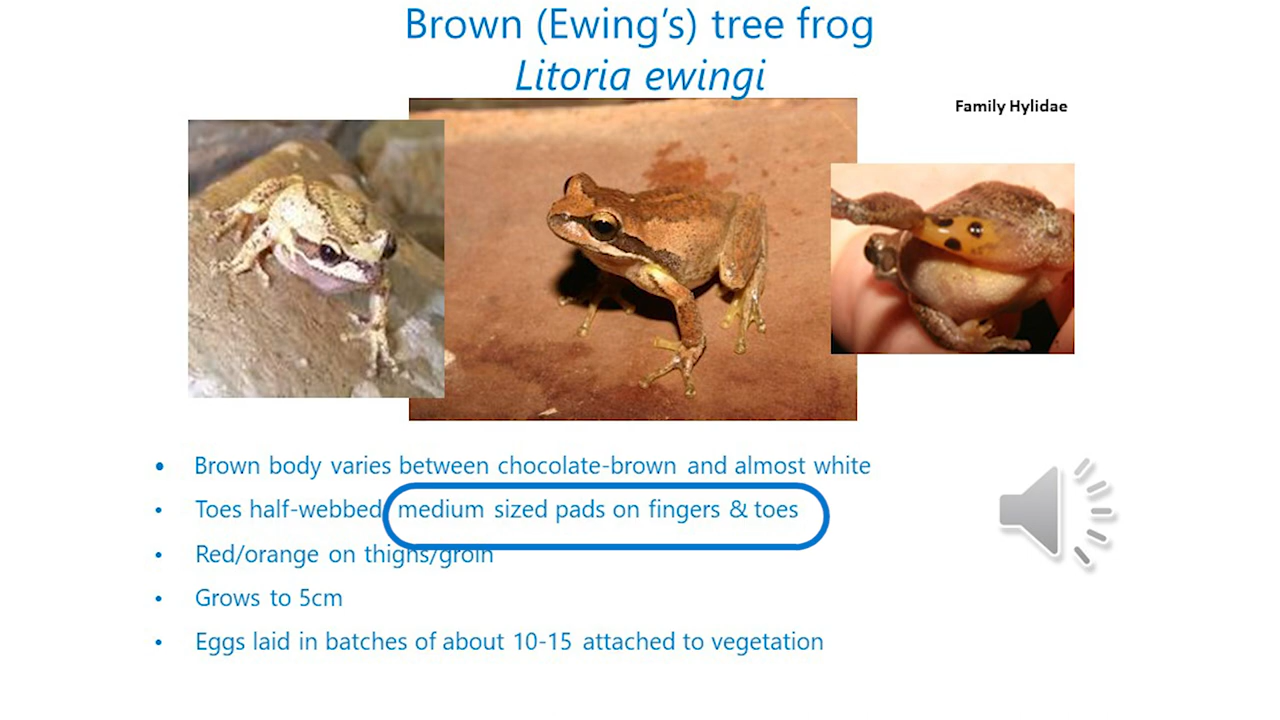 Brown (Ewing's) tree frog
Litoria ewingi
Family Hylidae
• Brown body varies between chocolate-brown and almost white
• Toes half-webbed, medium sized pads on fingers & toes
• Red/orange on thighs/groin
• Grows to 5cm
• Eggs laid in batches of about 10-15 attached to vegetation